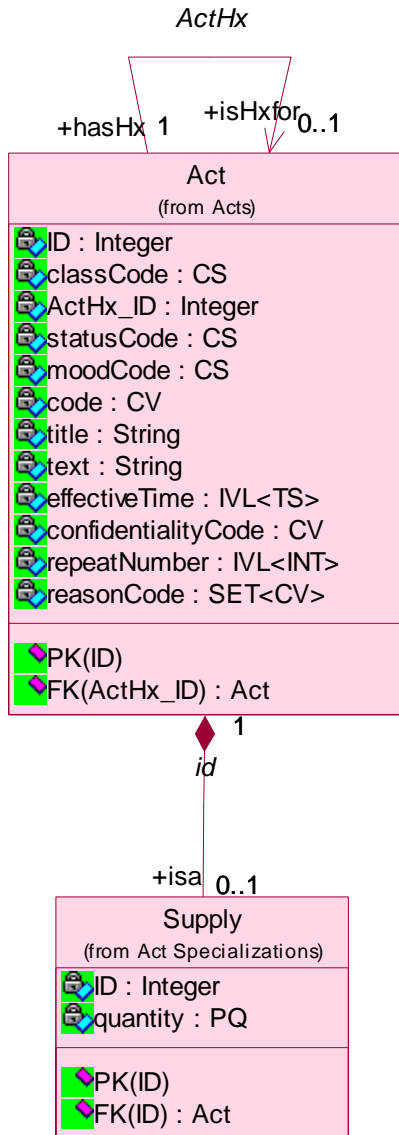 ActHx
+hasHx 1
+isHxfor 0..1
Act
(from Acts)
ID : Integer
classCode : CS
ActHx_ID : Integer
statusCode : CS
moodCode : CS
code : CV
title : String
text : String
effectiveTime : IVL<TS>
confidentialityCode : CV
repeatNumber : IVL<INT>
reasonCode : SET<CV>
PK(ID)
FK(ActHx_ID) : Act
1
id
+isa 0..1
Supply
(from Act Specializations)
ID : Integer
quantity : PQ
PK(ID)
FK(ID) : Act